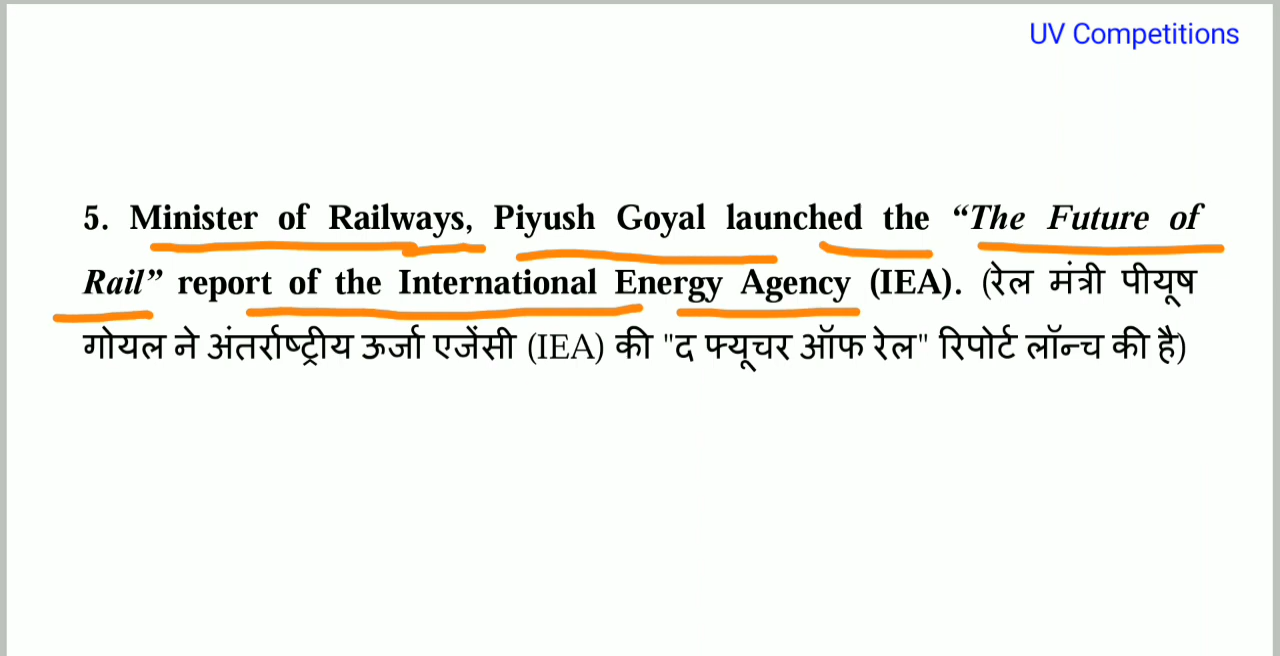 UV Competitions
5. Minister of Railways, Piyush Goyal launched the “The Future of
Rail” report of the International Energy Agency (IEA). (रेल मंत्री पीयूष
गोयल ने अंतर्राष्ट्रीय ऊर्जा एजेंसी (IEA) की "द फ्यूचर ऑफ रेल" रिपोर्ट लॉन्च की है)